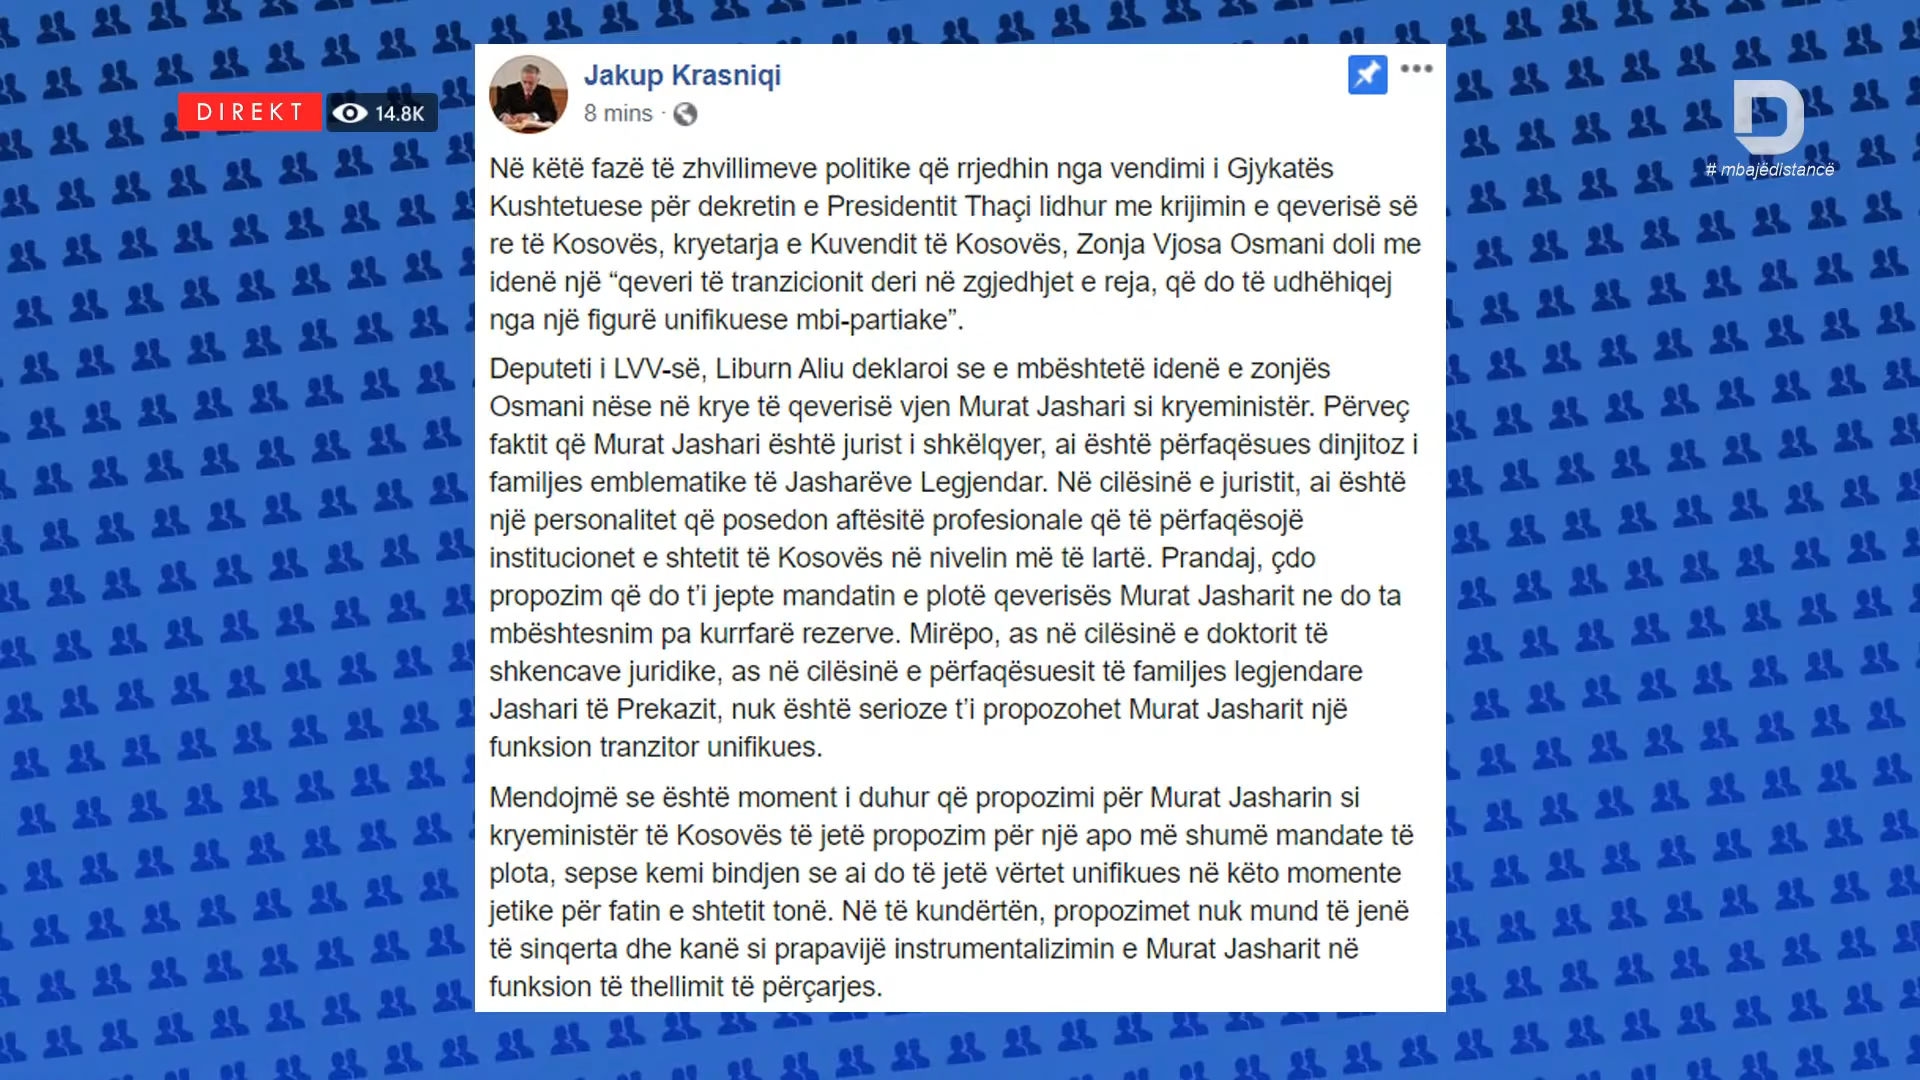 Jakup Krasniqi
8 mins ·
DIREKT
14.8K
# mbajëdistancë
Në këtë fazë të zhvillimeve politike që rrjedhin nga vendimi i Gjykatës
Kushtetuese për dekretin e Presidentit Thaçi lidhur me krijimin e qeverisë së
re të Kosovës, kryetarja e Kuvendit të Kosovës, Zonja Vjosa Osmani doli me
idenë një “qeveri të tranzicionit deri në zgjedhjet e reja, që do të udhëhiqej
nga një figurë unifikuese mbi-partiake”.
Deputeti i LVV-së, Liburn Aliu deklaroi se e mbështetë idenë e zonjës
Osmani nëse në krye të qeverisë vjen Murat Jashari si kryeministër. Përveç
faktit që Murat Jashari është jurist i shkëlqyer, ai është përfaqësues dinjitoz i
familjes emblematike të Jasharëve Legjendar. Në cilësinë e juristit, ai është
një personalitet që posedon aftësitë profesionale që të përfaqësojë
institucionet e shtetit të Kosovës në nivelin më të lartë. Prandaj, çdo
propozim që do t’i jepte mandatin e plotë qeverisës Murat Jasharit ne do ta
mbështesnim pa kurrfarë rezerve. Mirëpo, as në cilësinë e doktorit të
shkencave juridike, as në cilësinë e përfaqësuesit të familjes legjendare
Jashari të Prekazit, nuk është serioze t’i propozohet Murat Jasharit një
funksion tranzitor unifikues.
Mendojmë se është moment i duhur që propozimi për Murat Jasharin si
kryeministër të Kosovës të jetë propozim për një apo më shumë mandate të
plota, sepse kemi bindjen se ai do të jetë vërtet unifikues në këto momente
jetike për fatin e shtetit tonë. Në të kundërtën, propozimet nuk mund të jenë
të sinqerta dhe kanë si prapavijë instrumentalizimin e Murat Jasharit në
funksion të thellimit të përçarjes.